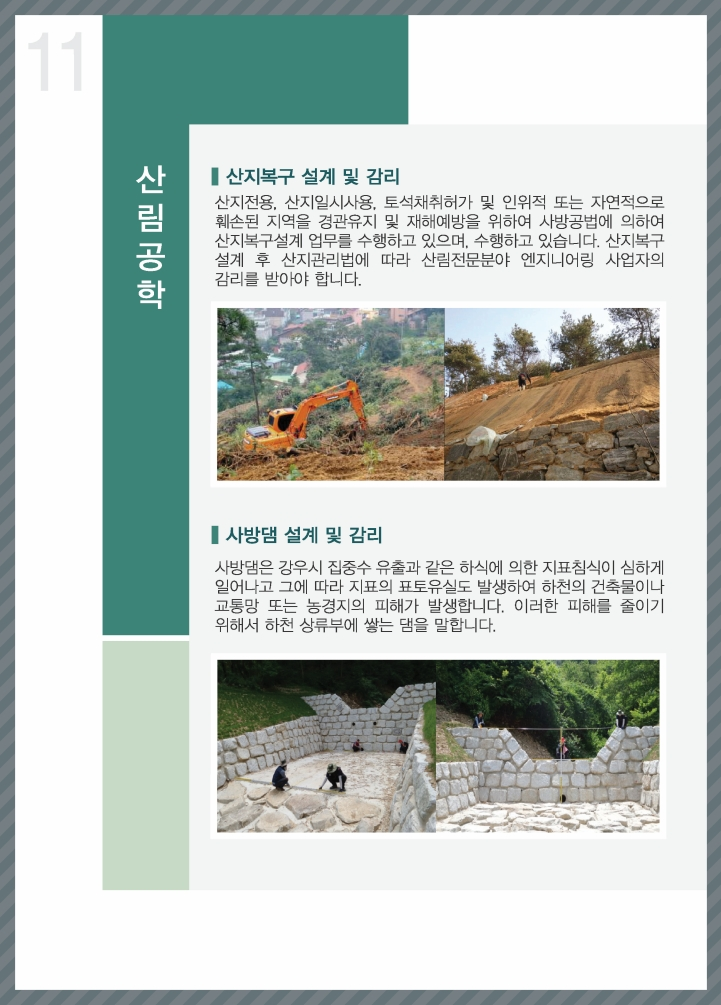 11
산림공학
산지복구 설계 및 감리
산지전용, 산지일시사용, 토석채취허가 및 인위적 또는 자연적으로
훼손된 지역을 경관유지 및 재해예방을 위하여 사방공법에 의하여
산지복구설계 업무를 수행하고 있으며, 수행하고 있습니다. 산지복구
설계 후 산지관리법에 따라 산림전문분야 엔지니어링 사업자의
감리를 받아야 합니다.
사방댐 설계 및 감리
사방댐은 강우시 집중수 유출과 같은 하식에 의한 지표침식이 심하게
일어나고 그에 따라 지표의 표토유실도 발생하여 하천의 건축물이나
교통망 또는 농경지의 피해가 발생합니다. 이러한 피해를 줄이기
위해서 하천 상류부에 쌓는 댐을 말합니다.